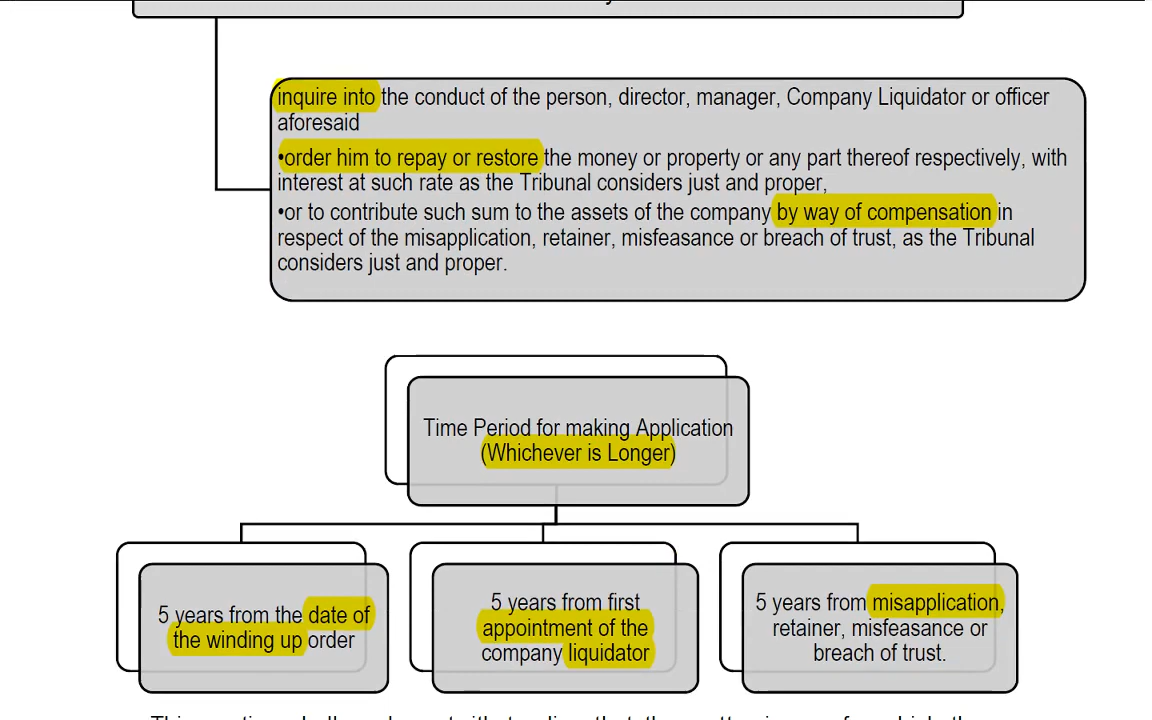 inquire into the conduct of the person, director, manager, Company Liquidator or officer
aforesaid
•order him to repay or restore the money or property or any part thereof respectively, with
interest at such rate as the Tribunal considers just and proper,
•or to contribute such sum to the assets of the company by way of compensation in
respect of the misapplication, retainer, misfeasance or breach of trust, as the Tribunal
considers just and proper.
Time Period for making Application
(Whichever is Longer)
5 years from the date of
the winding up order
5 years from first
appointment of the
company liquidator
5 years from misapplication,
retainer, misfeasance or
breach of trust.